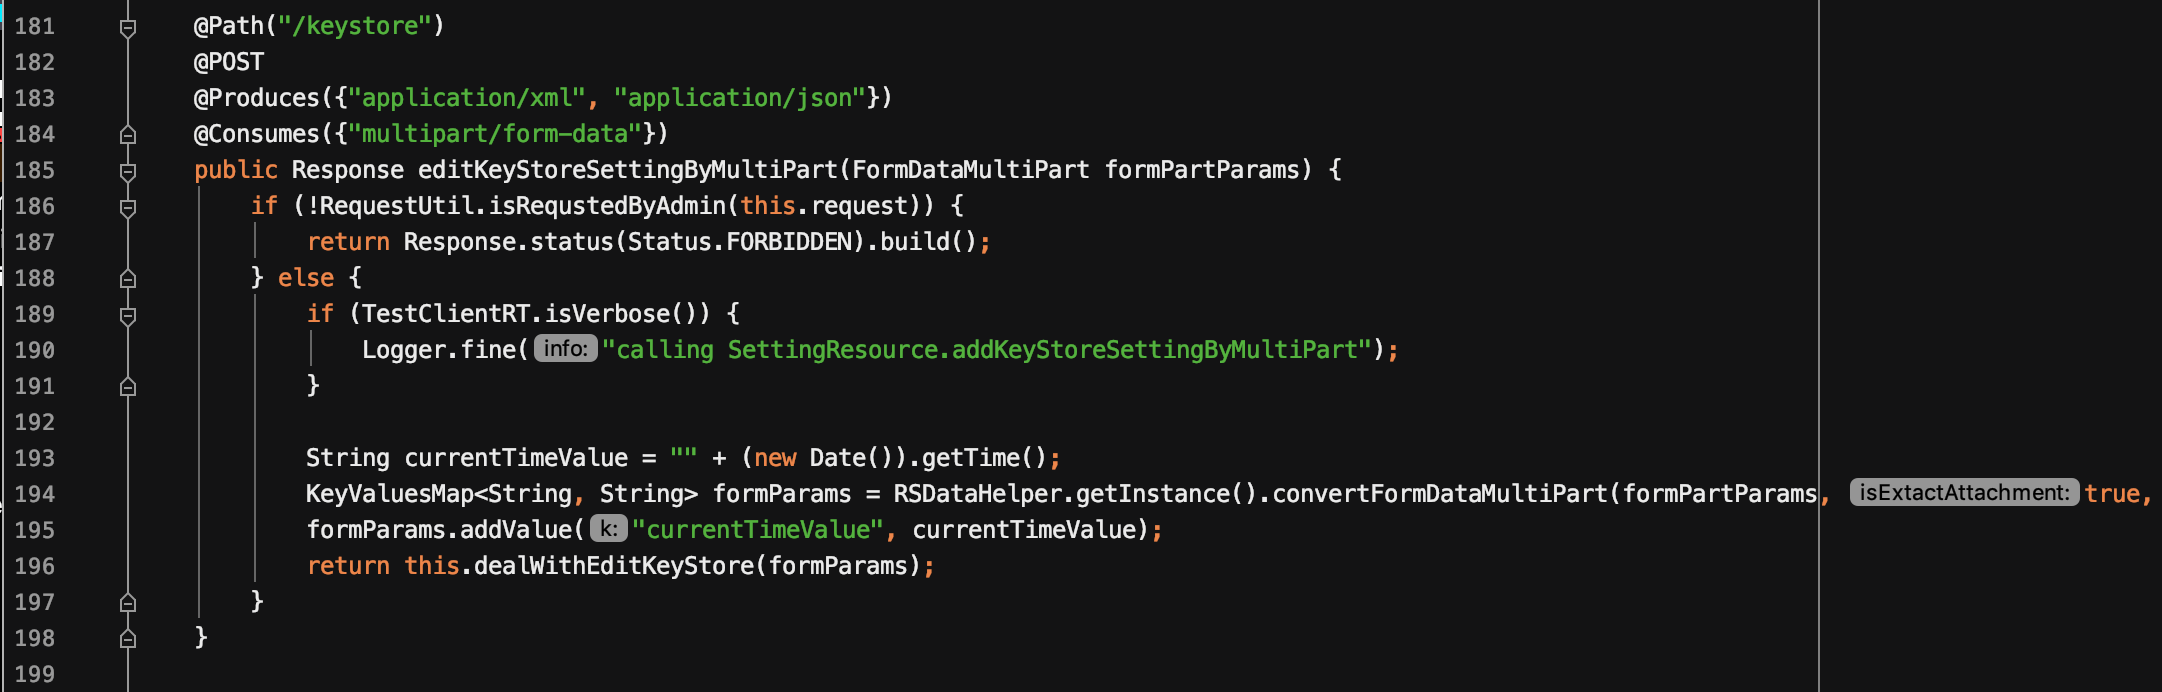 181 @Path("/keystore")
182 @POST
183 @Produces({"application/xml", "application/json"})
184 @Consumes({"multipart/form-data"})
185 public Response editKeyStoreSettingByMultiPart(FormDataMultiPart formPartParams) {
186 if (!RequestUtil.isRequstedByAdmin(this.request)) {
187 return Response.status(Status.FORBIDDEN).build();
188 } else {
189 if (TestClientRT.isVerbose()) {
190 Logger.fine( info: "calling SettingResource.addKeyStoreSettingByMultiPart");
191 }
192
193 String currentTimeValue = "" + (new Date()).getTime();
194 KeyValuesMap<String, String> formParams = RSDataHelper.getInstance().convertFormDataMultiPart(formPartParams, isExtactAttachment: true,
195 formParams.addValue( k: "currentTimeValue", currentTimeValue);
196 return this.dealWithEditKeyStore(formParams);
197 }
198 }
199